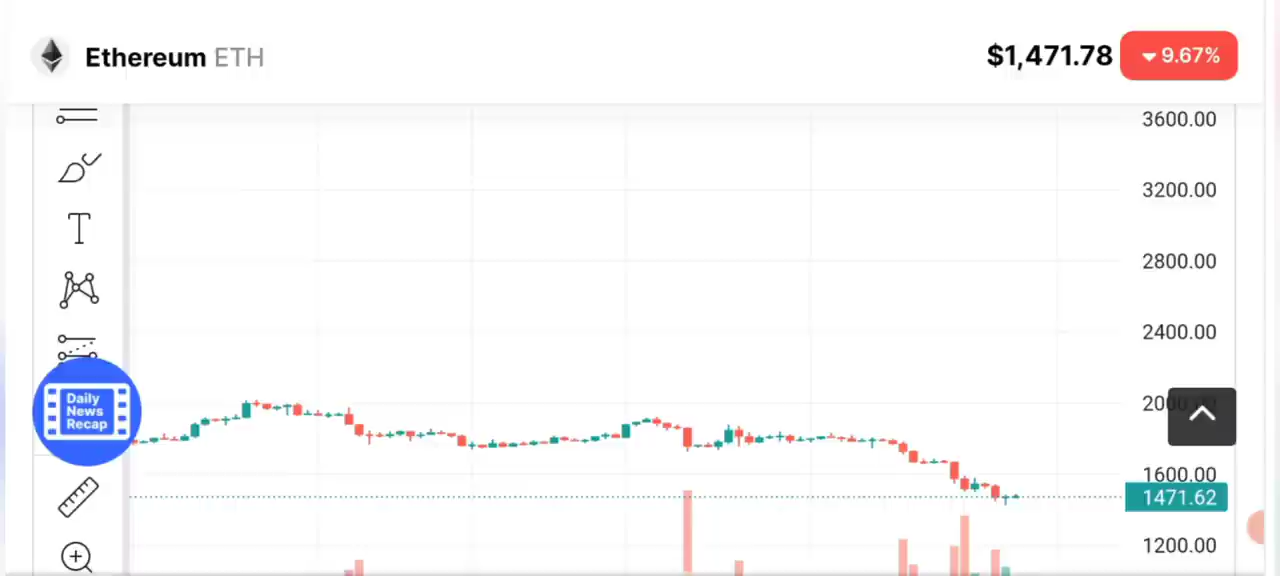 Ethereum ETH
$1,471.78
9.67%
3600.00
3200.00
2800.00
2400.00
Daily
News
Recap
1600.00
1471.62
1200.00